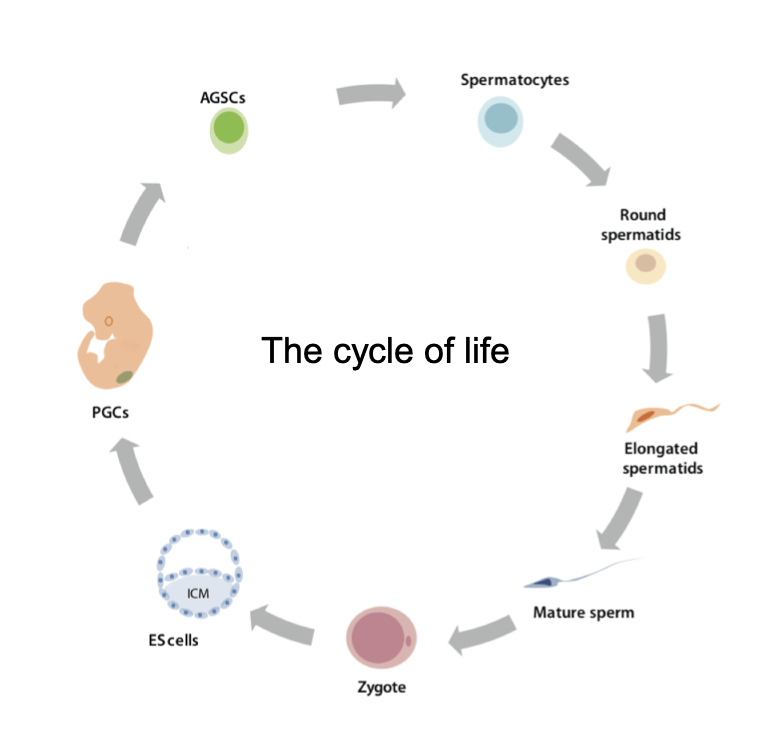 AGSCs
Spermatocytes
Round
spermatids
The cycle of life
Elongated
spermatids
Mature sperm
Zygote
ICM
ES cells
PGCs